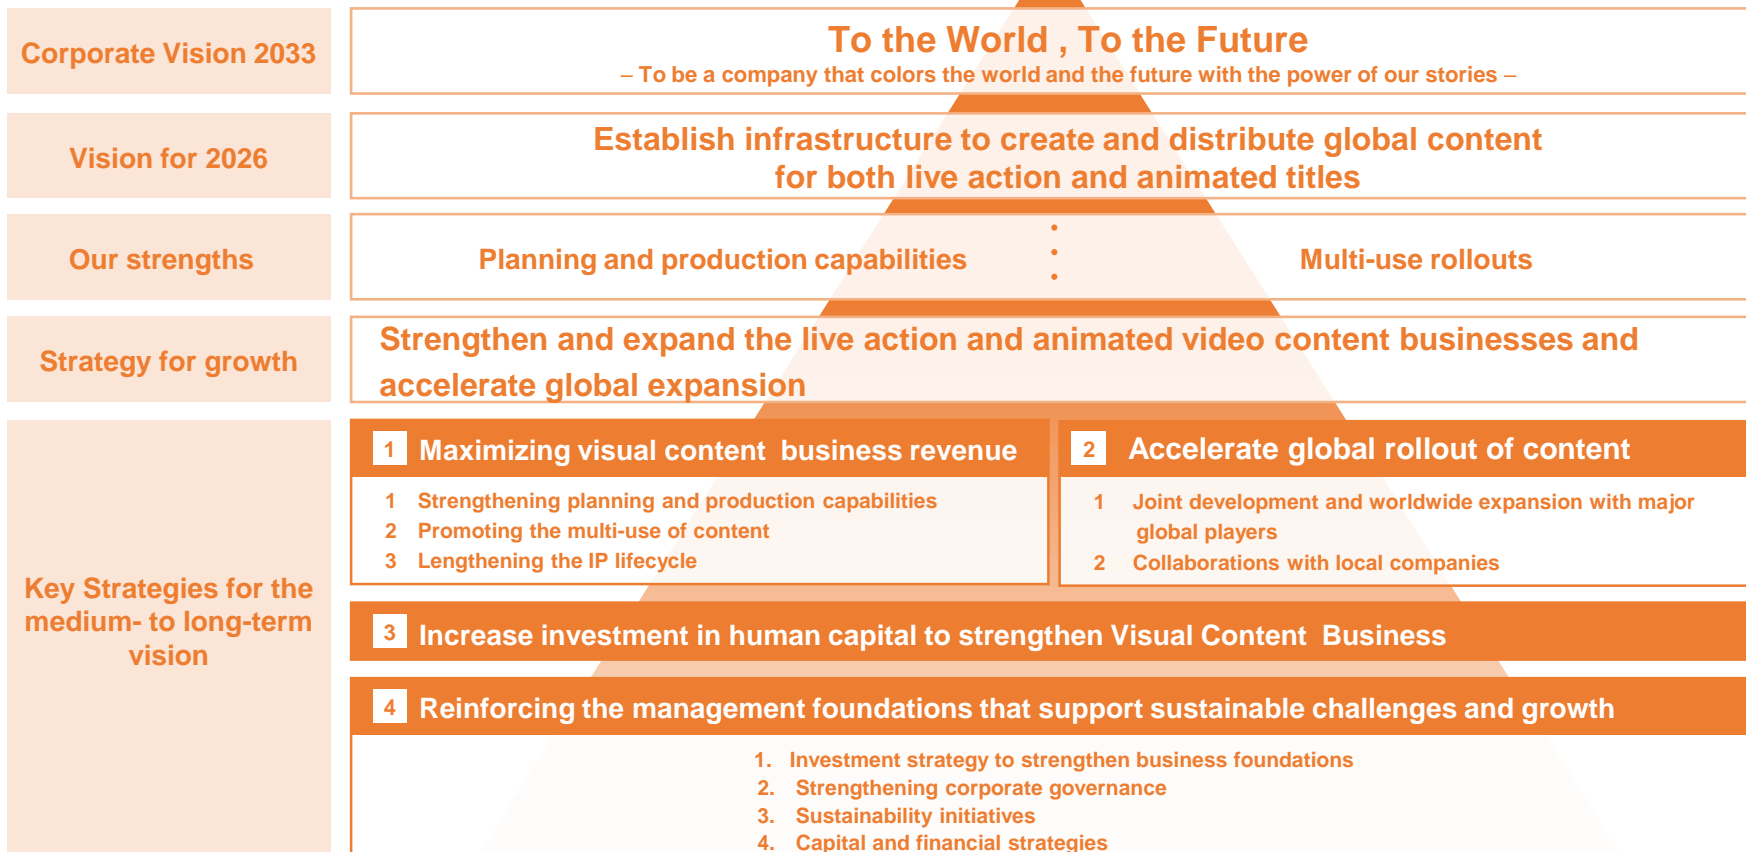 Corporate Vision 2033
To the World , To the Future
– To be a company that colors the world and the future with the power of our stories –
Vision for 2026
Establish infrastructure to create and distribute global content
for both live action and animated titles
Our strengths
Planning and production capabilities
Multi-use rollouts
Strategy for growth
Strengthen and expand the live action and animated video content businesses and
accelerate global expansion
Key Strategies for the
medium- to long-term
vision
1 Maximizing visual content business revenue
1 Strengthening planning and production capabilities
2 Promoting the multi-use of content
3 Lengthening the IP lifecycle
2 Accelerate global rollout of content
1 Joint development and worldwide expansion with major
global players
2 Collaborations with local companies
3 Increase investment in human capital to strengthen Visual Content Business
4 Reinforcing the management foundations that support sustainable challenges and growth
1. Investment strategy to strengthen business foundations
2. Strengthening corporate governance
3. Sustainability initiatives
4. Capital and financial strategies